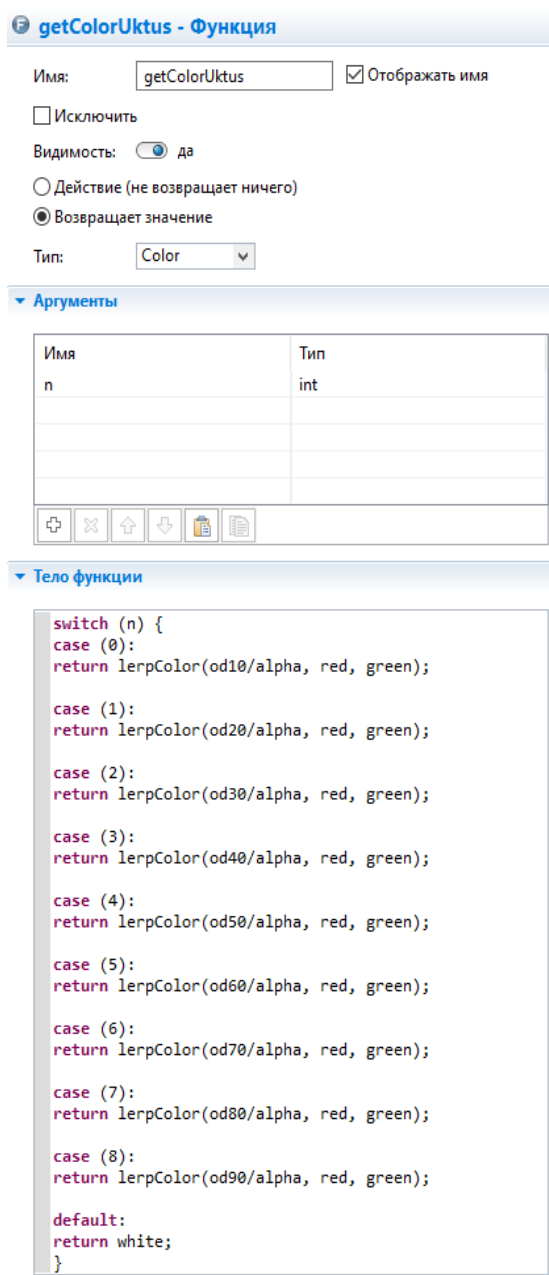 getColorUktus - Функция
Имя: getColorUktus Отображать имя
Исключить
Видимость: да
Действие (не возвращает ничего)
Возвращает значение
Тип: Color
Аргументы
Имя Тип
n int
Тело функции
switch (n) {
case (0):
return lerpColor(od10/alpha, red, green);
case (1):
return lerpColor(od20/alpha, red, green);
case (2):
return lerpColor(od30/alpha, red, green);
case (3):
return lerpColor(od40/alpha, red, green);
case (4):
return lerpColor(od50/alpha, red, green);
case (5):
return lerpColor(od60/alpha, red, green);
case (6):
return lerpColor(od70/alpha, red, green);
case (7):
return lerpColor(od80/alpha, red, green);
case (8):
return lerpColor(od90/alpha, red, green);
default:
return white;
}